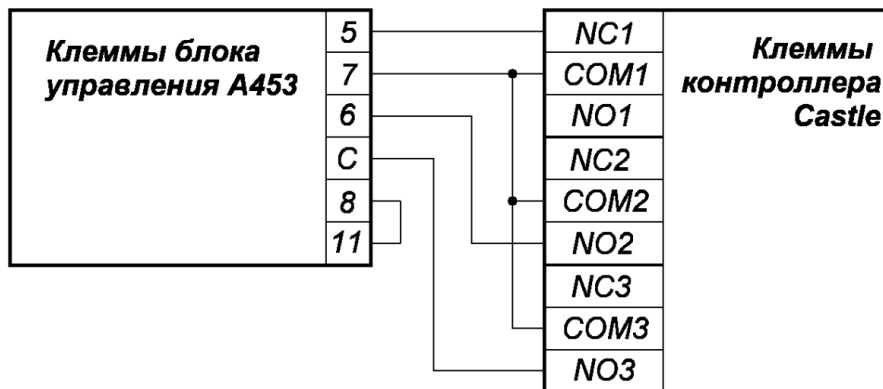 Клеммы блока
управления А453
5
7
6
С
8
11
NC1
COM1
NO1
NC2
COM2
NO2
NC3
COM3
NO3
Клеммы
контроллера
Castle